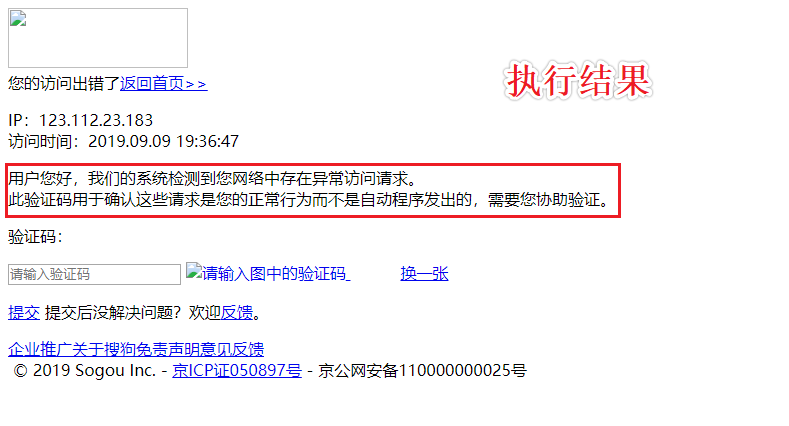 执行结果
您的访问出错了返回首页>>
IP：123.112.23.183
访问时间：2019.09.09 19:36:47
用户您好，我们的系统检测到您网络中存在异常访问请求。
此验证码用于确认这些请求是您的正常行为而不是自动程序发出的，需要您协助验证。
验证码：
请输入验证码 请输入图中的验证码 换一张
提交 提交后没解决问题？欢迎反馈。
企业推广关于搜狗免责声明意见反馈
© 2019 Sogou Inc. - 京ICP证050897号 - 京公网安备110000000025号